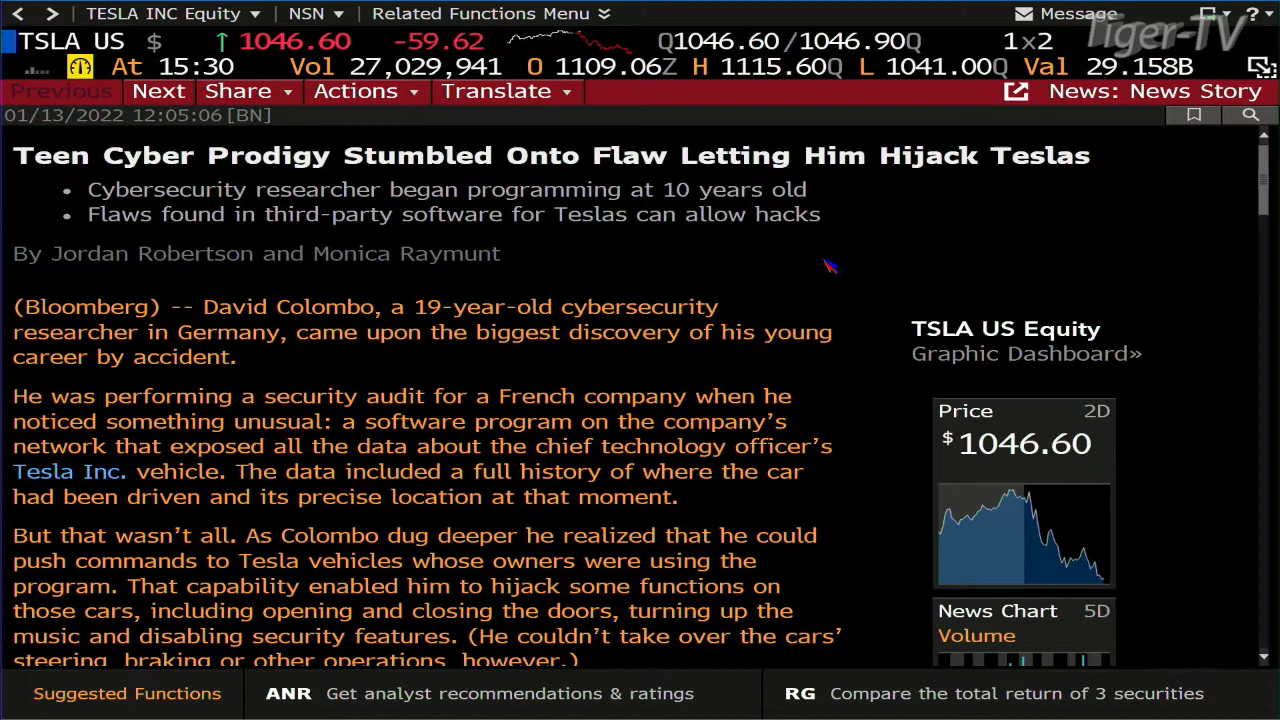 TESLA INC Equity NSN Related Functions Menu Message ?
Tiger-TV
TSLA US $ ↑ 1046.60 -59.62 Q1046.60 /1046.90Q 1×2
At 15:30 Vol 27,029,941 O 1109.06Z H 1115.60Q L 1041.00Q Val 29.158B
Previous Next Share Actions Translate News: News Story
01/13/2022 12:05:06 [BN]
Teen Cyber Prodigy Stumbled Onto Flaw Letting Him Hijack Teslas
• Cybersecurity researcher began programming at 10 years old
• Flaws found in third-party software for Teslas can allow hacks
By Jordan Robertson and Monica Raymunt
(Bloomberg) -- David Colombo, a 19-year-old cybersecurity
researcher in Germany, came upon the biggest discovery of his young
career by accident.
He was performing a security audit for a French company when he
noticed something unusual: a software program on the company's
network that exposed all the data about the chief technology officer's
Tesla Inc. vehicle. The data included a full history of where the car
had been driven and its precise location at that moment.
But that wasn't all. As Colombo dug deeper he realized that he could
push commands to Tesla vehicles whose owners were using the
program. That capability enabled him to hijack some functions on
those cars, including opening and closing the doors, turning up the
music and disabling security features. (He couldn't take over the cars'
steering, braking or other operations, however.)
TSLA US Equity
Graphic Dashboard»
Price 2D
$1046.60
News Chart 5D
Volume
Suggested Functions ANR Get analyst recommendations & ratings RG Compare the total return of 3 securities